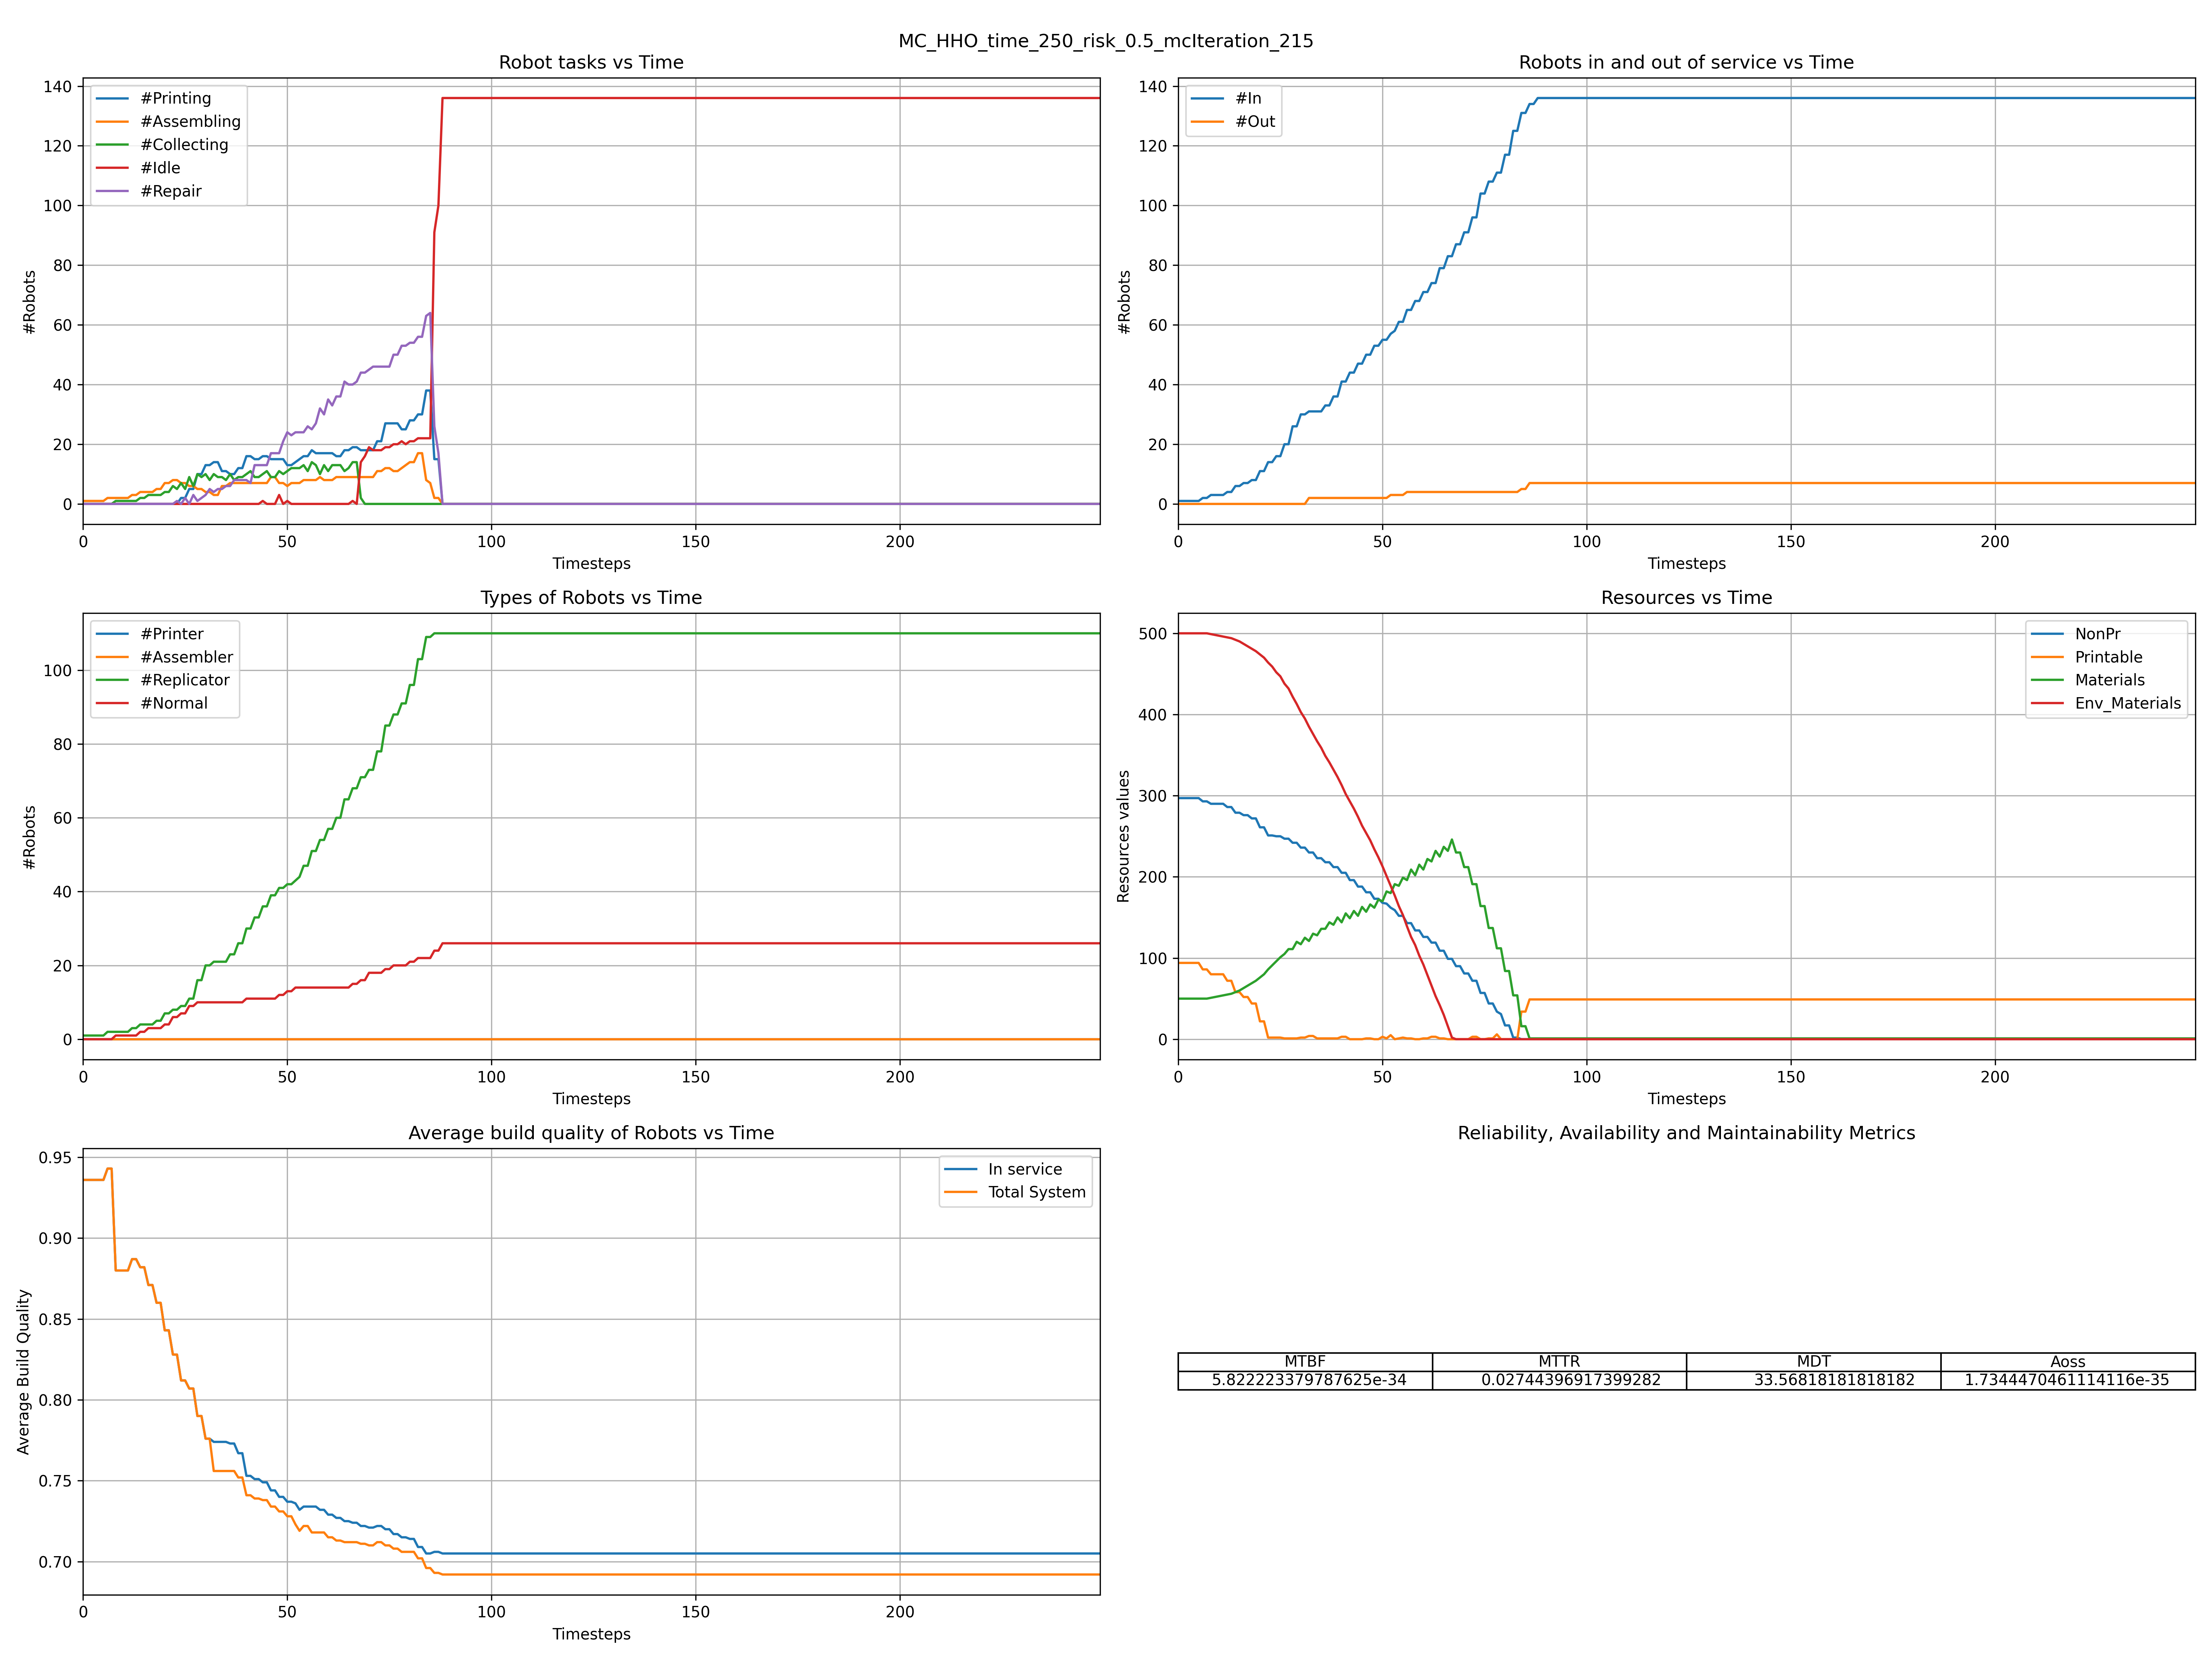 MC_HHO_time_250_risk_0.5_mcIteration_215
Robot tasks vs Time
140
120
100
80
60
40
20
0
#Robots
#Printing
#Assembling
#Collecting
#Idle
#Repair
0 50 100 150 200
Timesteps
Robots in and out of service vs Time
140
120
100
80
60
40
20
0
#Robots
#In
#Out
0 50 100 150 200
Timesteps
Types of Robots vs Time
100
80
60
40
20
0
#Robots
#Printer
#Assembler
#Replicator
#Normal
0 50 100 150 200
Timesteps
Resources vs Time
500
400
300
200
100
0
Resources values
NonPr
Printable
Materials
Env_Materials
0 50 100 150 200
Timesteps
Average build quality of Robots vs Time
0.95
0.90
0.85
0.80
0.75
0.70
Average Build Quality
In service
Total System
0 50 100 150 200
Timesteps
Reliability, Availability and Maintainability Metrics
MTBF MTTR MDT Aoss
5.822223379787625e-34 0.02744396917399282 33.56818181818182 1.7344470461114116e-35